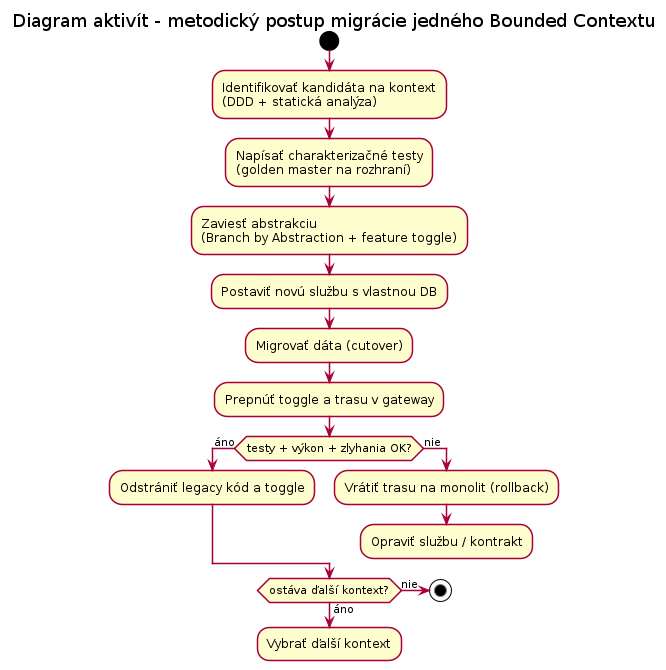 Diagram aktivít - metodický postup migrácie jedného Bounded Contextu
Identifikovať kandidáta na kontext
(DDD + statická analýza)
Napísať charakterizačné testy
(golden master na rozhraní)
Zaviesť abstrakciu
(Branch by Abstraction + feature toggle)
Postaviť novú službu s vlastnou DB
Migrovať dáta (cutover)
Prepnúť toggle a trasu v gateway
áno
testy + výkon + zlyhania OK?
nie
Odstrániť legacy kód a toggle
Vrátiť trasu na monolit (rollback)
Opraviť službu / kontrakt
ostáva ďalší kontext?
nie
áno
Vybrať ďalší kontext